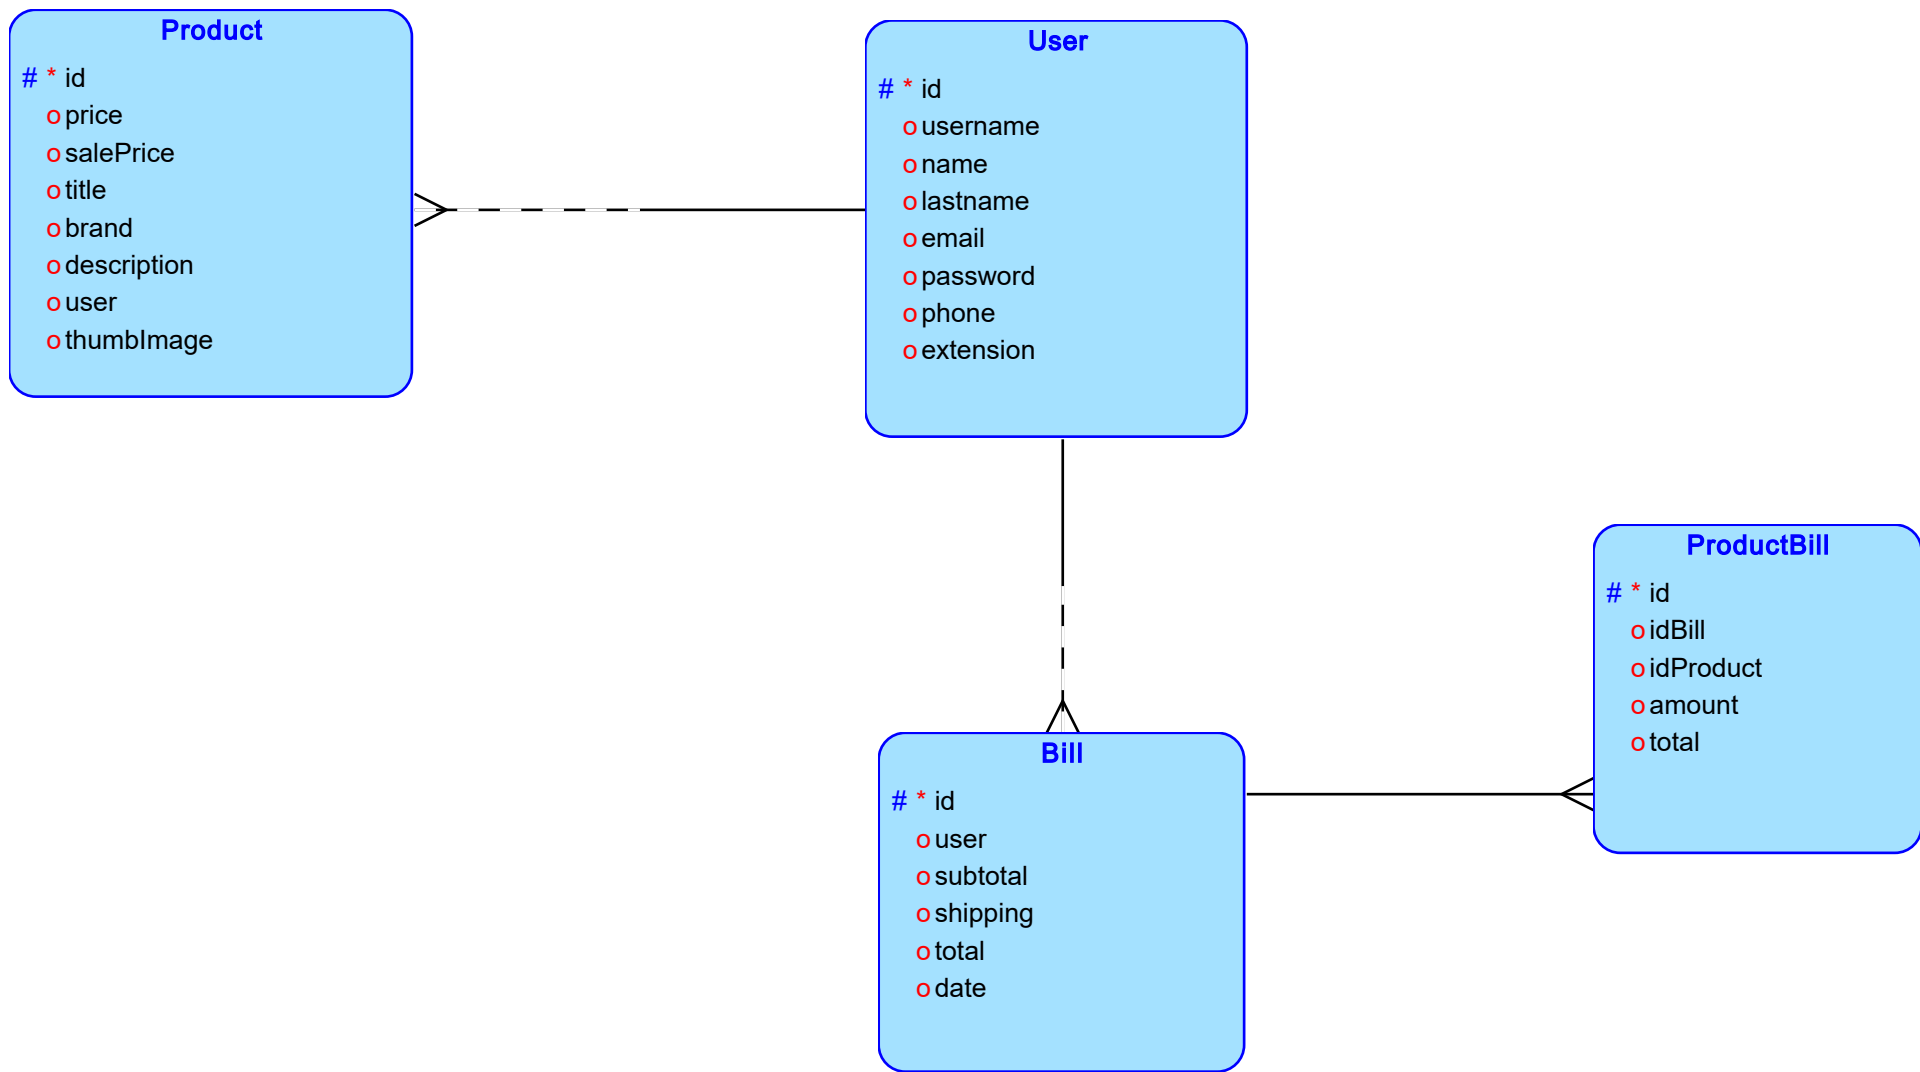 Product
# * id
o price
o salePrice
o title
o brand
o description
o user
o thumbImage
User
# * id
o username
o name
o lastname
o email
o password
o phone
o extension
ProductBill
# * id
o idBill
o idProduct
o amount
o total
Bill
# * id
o user
o subtotal
o shipping
o total
o date